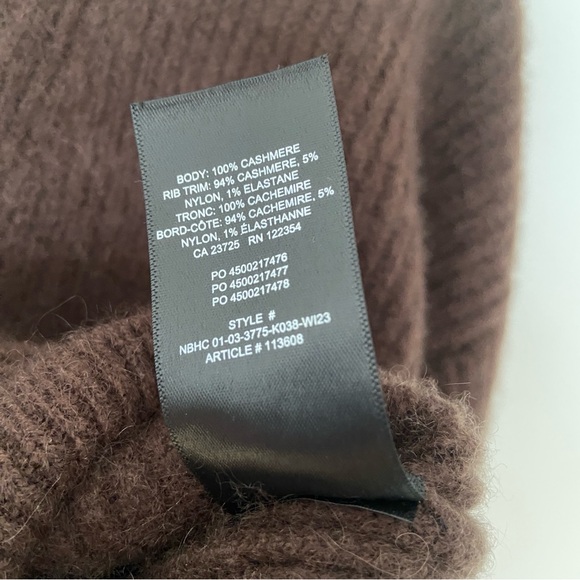 BODY: 100% CASHMERE
RIB TRIM: 94% CASHMERE, 5%
NYLON, 1% ELASTANE
TRONC: 100% CACHEMIRE
BORD-CÔTE: 94% CACHEMIRE, 5%
NYLON, 1% ÉLASTHANNE
CA 23725 RN 122354
PO 4500217476
PO 4500217477
PO 4500217478
STYLE #
NBHC 01-03-3775-K038-WI23
ARTICLE # 113608